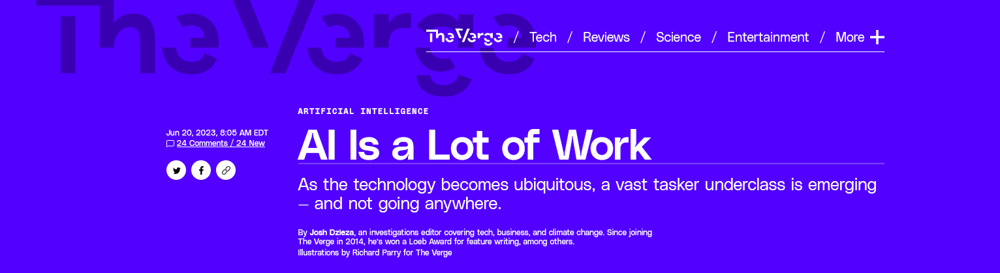 The Verge
The Verge / Tech / Reviews / Science / Entertainment / More +
ARTIFICIAL INTELLIGENCE
Jun 20, 2023, 8:05 AM EDT
24 Comments / 24 New
AI Is a Lot of Work
As the technology becomes ubiquitous, a vast tasker underclass is emerging
— and not going anywhere.
By Josh Dzieza, an investigations editor covering tech, business, and climate change. Since joining
The Verge in 2014, he's won a Loeb Award for feature writing, among others.
Illustrations by Richard Parry for The Verge